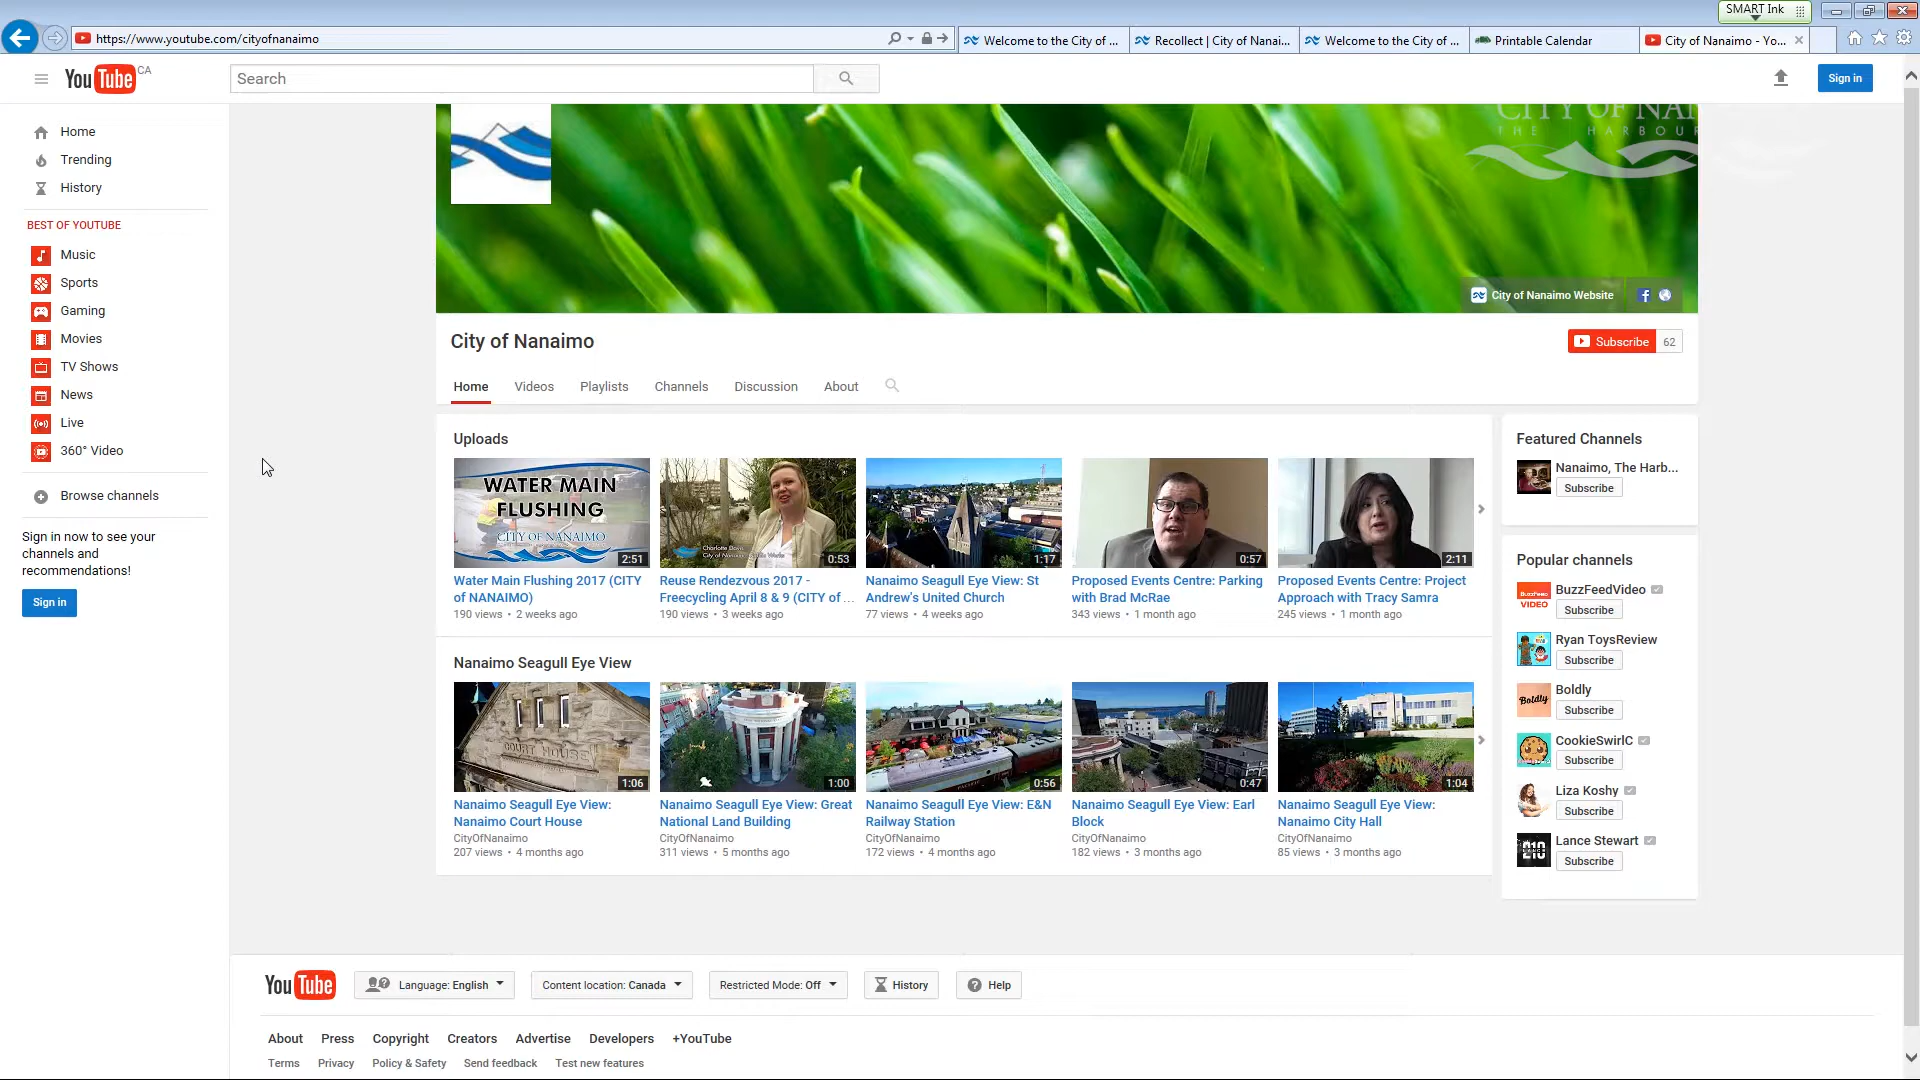 SMART Ink
https://www.youtube.com/cityofnanaimo
Welcome to the City of ...
Recollect | City of Nanai...
Welcome to the City of ...
Printable Calendar
City of Nanaimo - Yo...
YouTube CA
Search
Sign in
Home
Trending
History
BEST OF YOUTUBE
Music
Sports
Gaming
Movies
TV Shows
News
Live
360° Video
Browse channels
Sign in now to see your
channels and
recommendations!
Sign in
CITY OF NAI
THE HARBOUR
City of Nanaimo Website
City of Nanaimo
Subscribe 62
Home Videos Playlists Channels Discussion About
Uploads
WATER MAIN
FLUSHING
CITY OF NANAIMO
2:51
Water Main Flushing 2017 (CITY
of NANAIMO)
190 views • 2 weeks ago
0:53
Reuse Rendezvous 2017 -
Freecycling April 8 & 9 (CITY of ...
190 views • 3 weeks ago
1:17
Nanaimo Seagull Eye View: St
Andrew's United Church
77 views • 4 weeks ago
0:57
Proposed Events Centre: Parking
with Brad McRae
343 views • 1 month ago
2:11
Proposed Events Centre: Project
Approach with Tracy Samra
245 views • 1 month ago
Nanaimo Seagull Eye View
COURT HOUSE
1:06
Nanaimo Seagull Eye View:
Nanaimo Court House
CityOfNanaimo
207 views • 4 months ago
1:00
Nanaimo Seagull Eye View: Great
National Land Building
CityOfNanaimo
311 views • 5 months ago
0:56
Nanaimo Seagull Eye View: E&N
Railway Station
CityOfNanaimo
172 views • 4 months ago
0:47
Nanaimo Seagull Eye View: Earl
Block
CityOfNanaimo
182 views • 3 months ago
1:04
Nanaimo Seagull Eye View:
Nanaimo City Hall
CityOfNanaimo
85 views • 3 months ago
Featured Channels
Nanaimo, The Harb...
Subscribe
Popular channels
BuzzFeed
VIDEO
BuzzFeedVideo
Subscribe
Ryan ToysReview
Subscribe
Boldly
Boldly
Subscribe
CookieSwirlC
Subscribe
Liza Koshy
Subscribe
Lance Stewart
Subscribe
YouTube
Language: English
Content location: Canada
Restricted Mode: Off
History
Help
About Press Copyright Creators Advertise Developers +YouTube
Terms Privacy Policy & Safety Send feedback Test new features